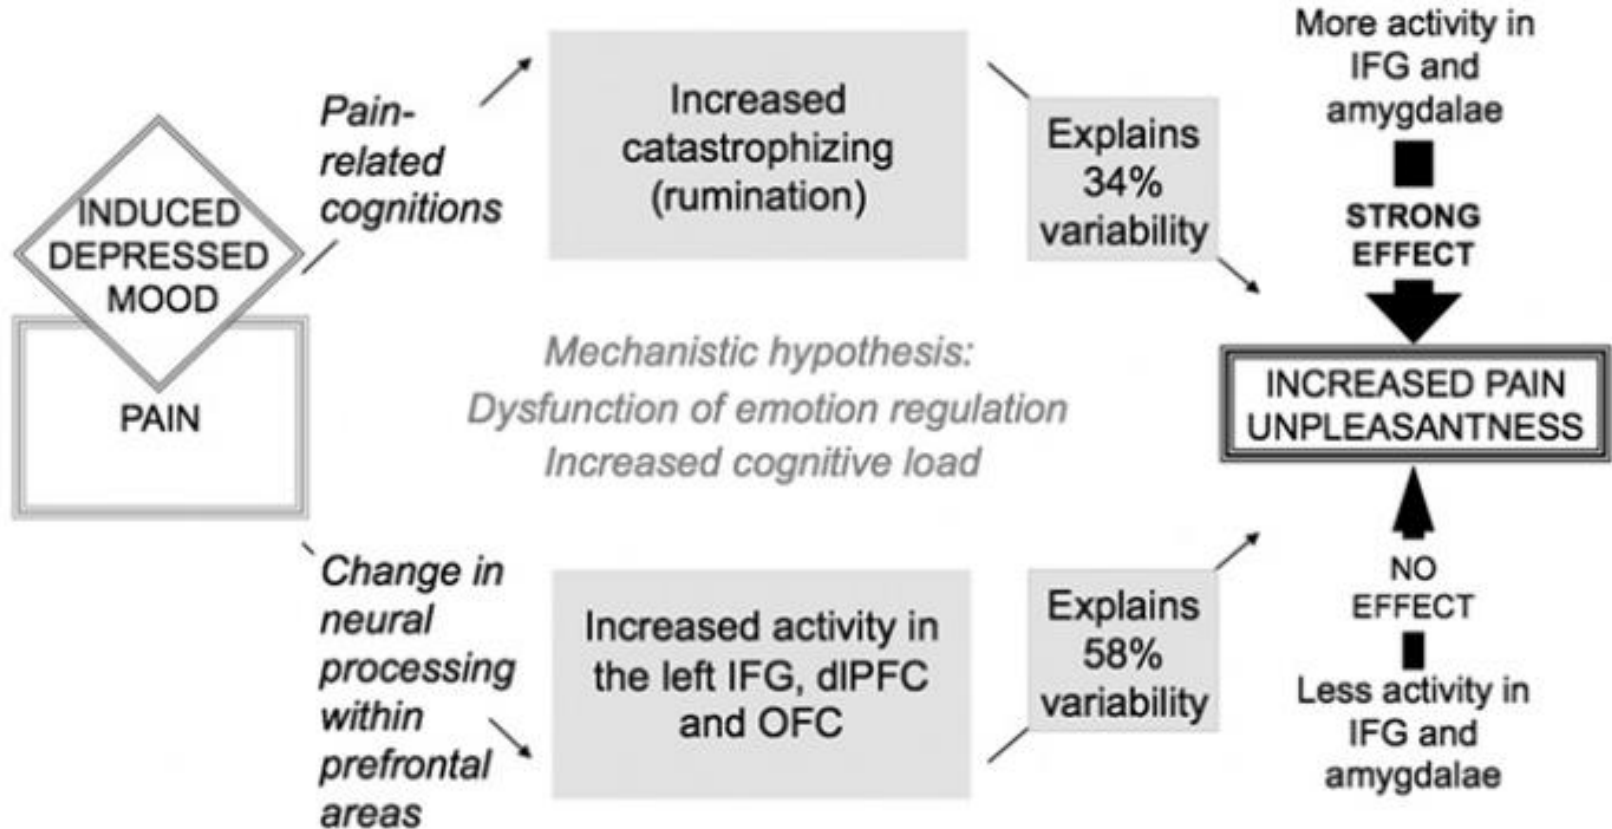 INDUCED
DEPRESSED
MOOD
PAIN
Pain-
related
cognitions
Increased
catastrophizing
(rumination)
Explains
34%
variability
More activity in
IFG and
amygdalae
STRONG
EFFECT
Mechanistic hypothesis:
Dysfunction of emotion regulation
Increased cognitive load
INCREASED PAIN
UNPLEASANTNESS
Change in
neural
processing
within
prefrontal
areas
Increased activity in
the left IFG, dlPFC
and OFC
Explains
58%
variability
NO
EFFECT
Less activity in
IFG and
amygdalae